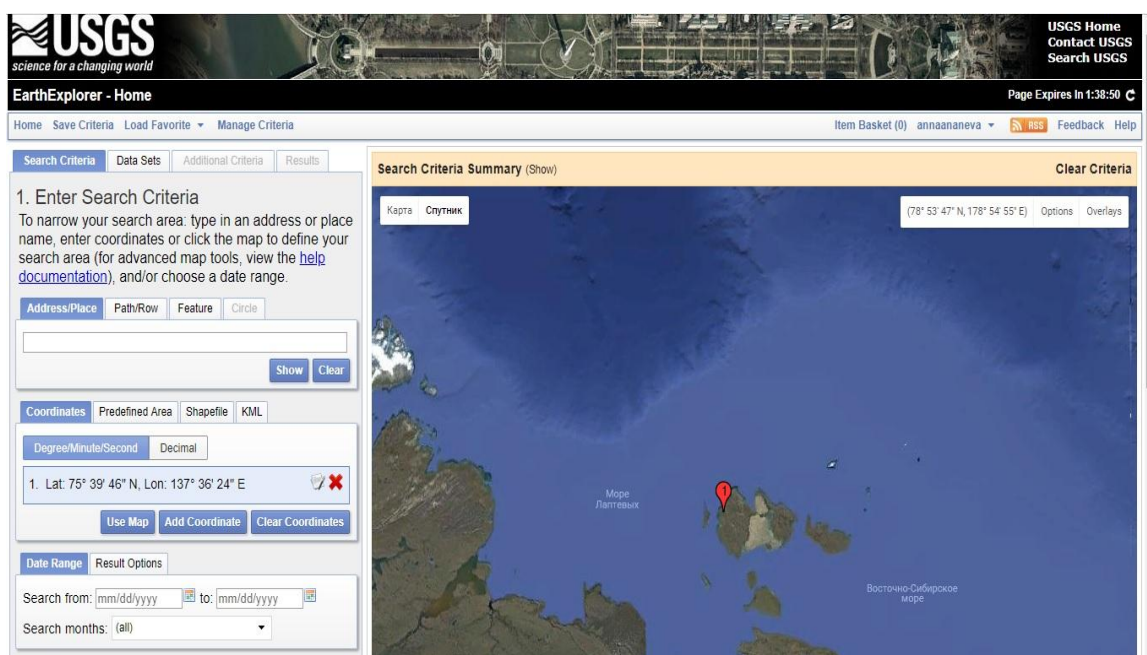 USGS
science for a changing world
USGS Home
Contact USGS
Search USGS
EarthExplorer - Home
Page Expires In 1:38:50
Home Save Criteria Load Favorite Manage Criteria
Item Basket (0) annaananeva RSS Feedback Help
Search Criteria Data Sets Additional Criteria Results
1. Enter Search Criteria
To narrow your search area: type in an address or place
name, enter coordinates or click the map to define your
search area (for advanced map tools, view the help
documentation), and/or choose a date range.
Address/Place Path/Row Feature Circle
Show Clear
Coordinates Predefined Area Shapefile KML
Degree/Minute/Second Decimal
1. Lat: 75° 39' 46" N, Lon: 137° 36' 24" E
Use Map Add Coordinate Clear Coordinates
Date Range Result Options
Search from: mm/dd/yyyy to: mm/dd/yyyy
Search months: (all)
Search Criteria Summary (Show)
Clear Criteria
Карта Спутник
(78° 53' 47" N, 178° 54' 55" E) Options Overlays
1
Море
Лаптевых
Восточно-Сибирское
море